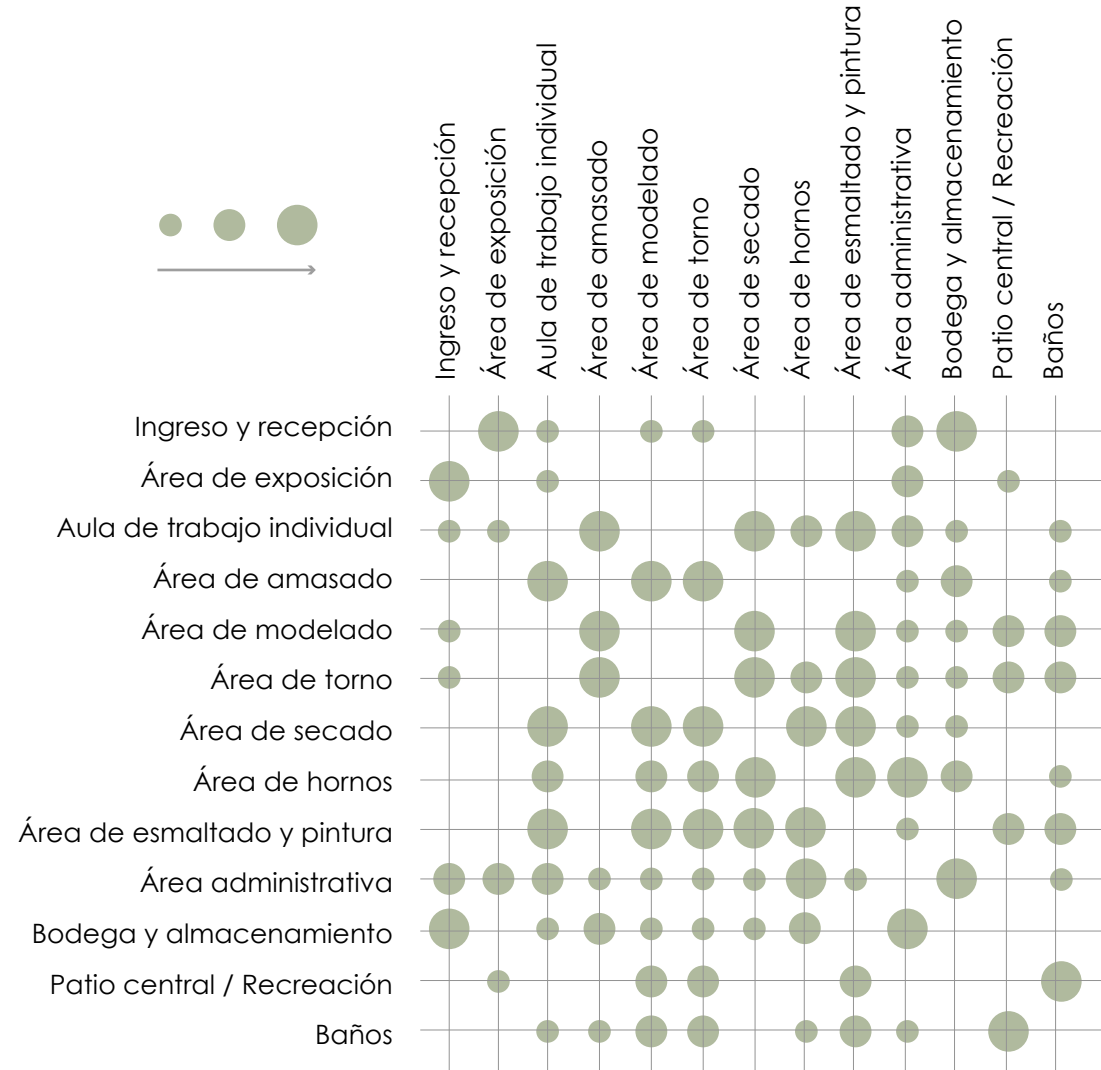 Ingreso y recepción
Área de exposición
Aula de trabajo individual
Área de amasado
Área de modelado
Área de torno
Área de secado
Área de hornos
Área de esmaltado y pintura
Área administrativa
Bodega y almacenamiento
Patio central / Recreación
Baños
Ingreso y recepción
Área de exposición
Aula de trabajo individual
Área de amasado
Área de modelado
Área de torno
Área de secado
Área de hornos
Área de esmaltado y pintura
Área administrativa
Bodega y almacenamiento
Patio central / Recreación
Baños